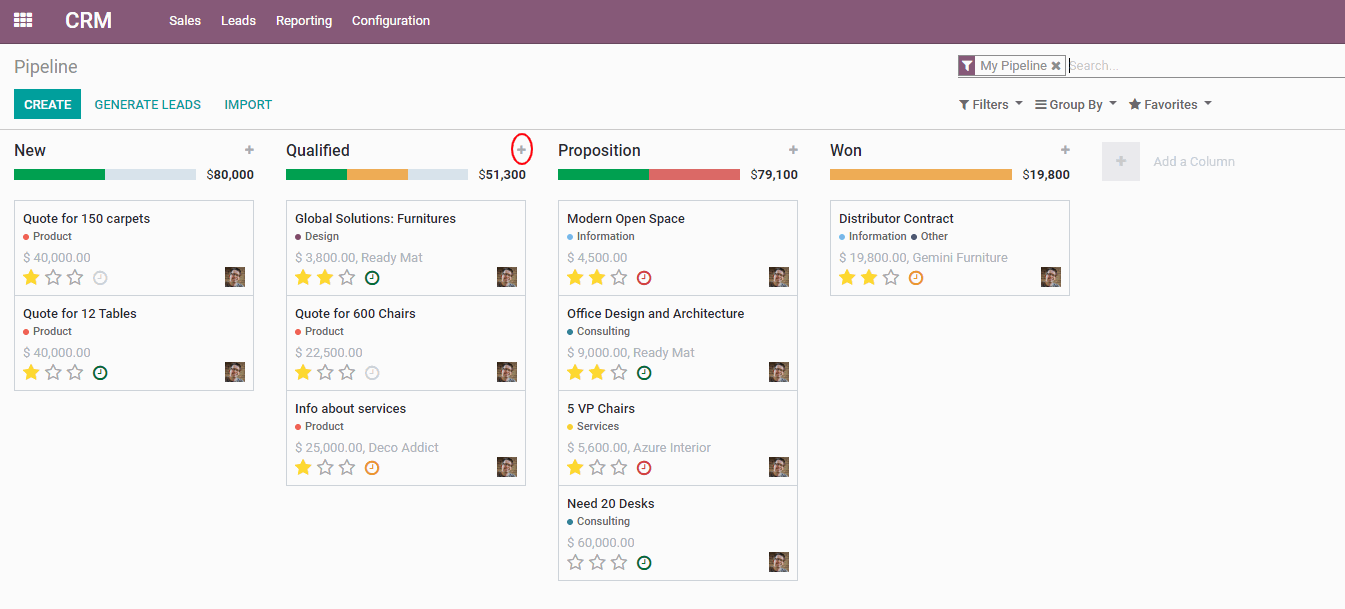 CRM Sales Leads Reporting Configuration
Pipeline
My Pipeline Search...
CREATE GENERATE LEADS IMPORT
Filters Group By Favorites
New
$80,000
Quote for 150 carpets
Product
$ 40,000.00
Quote for 12 Tables
Product
$ 40,000.00
Qualified
$51,300
Global Solutions: Furnitures
Design
$ 3,800.00, Ready Mat
Quote for 600 Chairs
Product
$ 22,500.00
Info about services
Product
$ 25,000.00, Deco Addict
Proposition
$79,100
Modern Open Space
Information
$ 4,500.00
Office Design and Architecture
Consulting
$ 9,000.00, Ready Mat
5 VP Chairs
Services
$ 5,600.00, Azure Interior
Need 20 Desks
Consulting
$ 60,000.00
Won
$19,800
Distributor Contract
Information Other
$ 19,800.00, Gemini Furniture
Add a Column